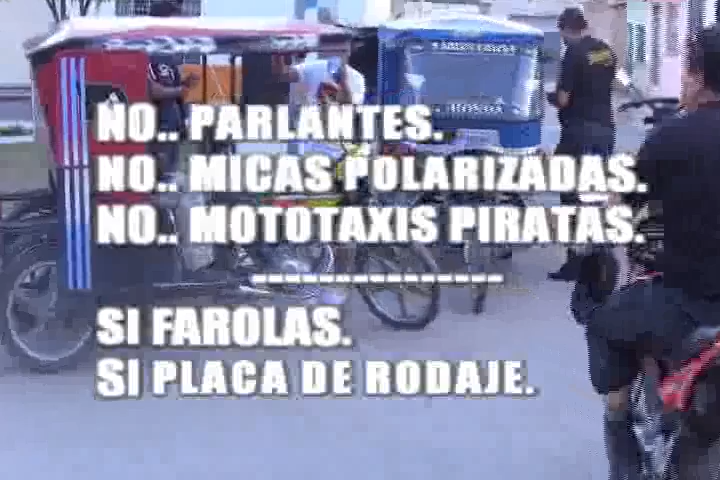 NO.. PARLANTES.
NO.. MICAS POLARIZADAS.
NO.. MOTOTAXIS PIRATAS.
---------------
SI FAROLAS.
SI PLACA DE RODAJE.